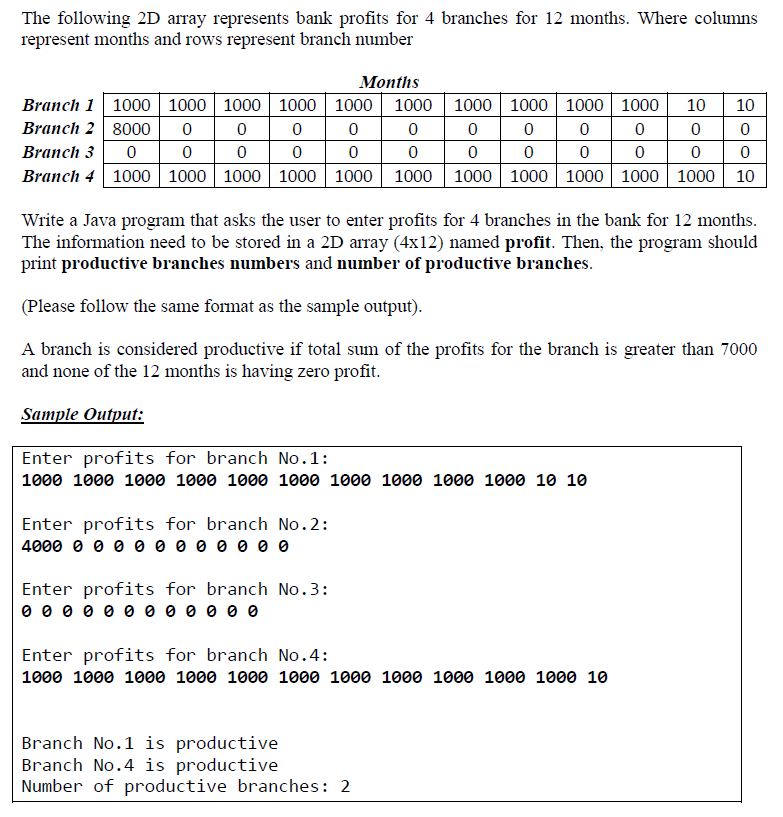 The following 2D array represents bank profits for 4 branches for 12 months. Where columns
represent months and rows represent branch number
Months
Branch 1 1000 1000 1000 1000 1000 1000 1000 1000 1000 1000 10 10
Branch 2 8000 0 0 0 0 0 0 0 0 0 0 0
Branch 3 0 0 0 0 0 0 0 0 0 0 0 0
Branch 4 1000 1000 1000 1000 1000 1000 1000 1000 1000 1000 1000 10
Write a Java program that asks the user to enter profits for 4 branches in the bank for 12 months.
The information need to be stored in a 2D array (4x12) named profit. Then, the program should
print productive branches numbers and number of productive branches.
(Please follow the same format as the sample output).
A branch is considered productive if total sum of the profits for the branch is greater than 7000
and none of the 12 months is having zero profit.
Sample Output:
Enter profits for branch No.1:
1000 1000 1000 1000 1000 1000 1000 1000 1000 1000 10 10
Enter profits for branch No.2:
4000 0 0 0 0 0 0 0 0 0 0 0
Enter profits for branch No.3:
0 0 0 0 0 0 0 0 0 0 0 0
Enter profits for branch No.4:
1000 1000 1000 1000 1000 1000 1000 1000 1000 1000 1000 10
Branch No.1 is productive
Branch No.4 is productive
Number of productive branches: 2